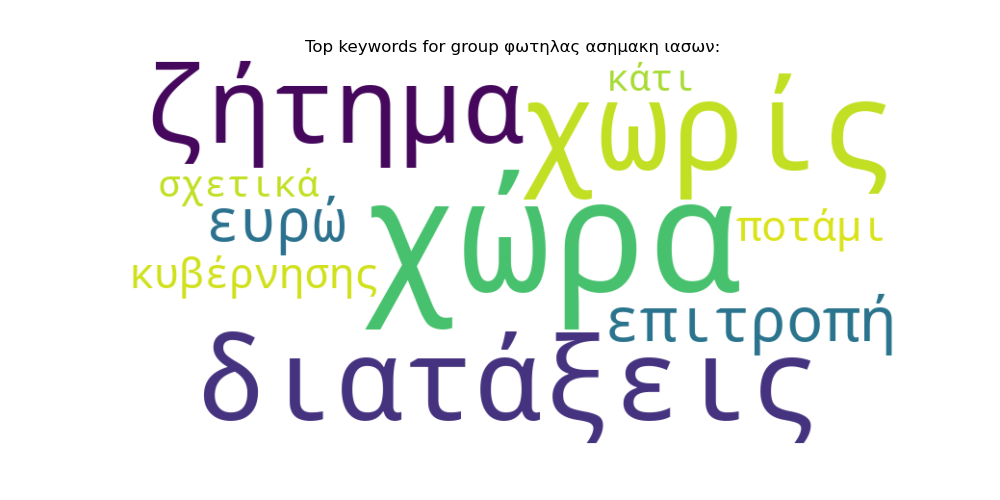 Top keywords for group φωτηλας ασημακη ιασων:
κάτι
ζήτημα
χωρίς
σχετικά
ευρώ
χώρα
ποτάμι
κυβέρνησης
επιτροπή
διατάξεις